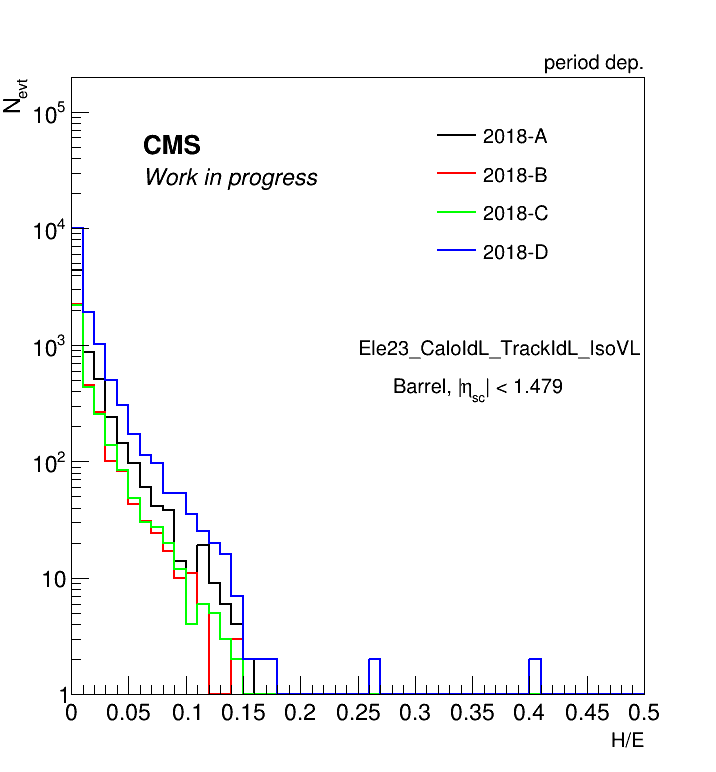 period dep.
N_evt
CMS
Work in progress
2018-A
2018-B
2018-C
2018-D
Ele23_CaloIdL_TrackIdL_IsoVL
Barrel, |η_sc| < 1.479
10^5
10^4
10^3
10^2
10
1
0 0.05 0.1 0.15 0.2 0.25 0.3 0.35 0.4 0.45 0.5
H/E